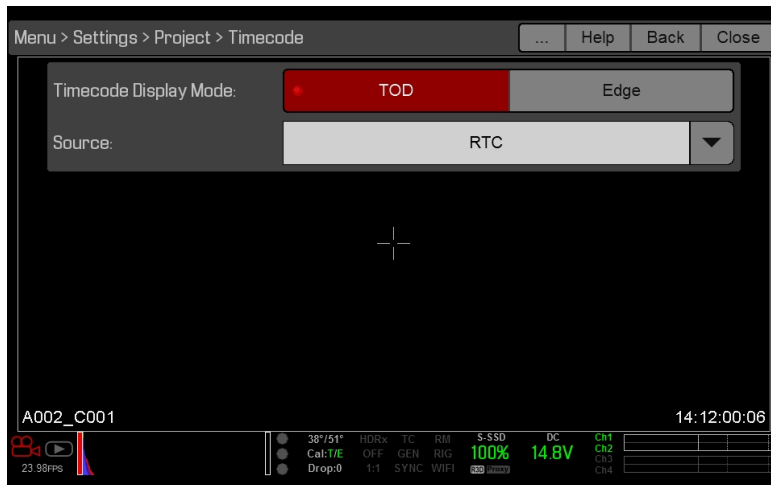 Menu > Settings > Project > Timecode ... Help Back Close
Timecode Display Mode: TOD Edge
Source: RTC
A002_C001 14:12:00:06
38°/51° HDRx TC RM S-SSD DC Ch1
Cal:T/E OFF GEN RIG 100% 14.8V Ch2
23.98FPS Drop:0 1:1 SYNC WIFI R3D Proxy Ch3
Ch4